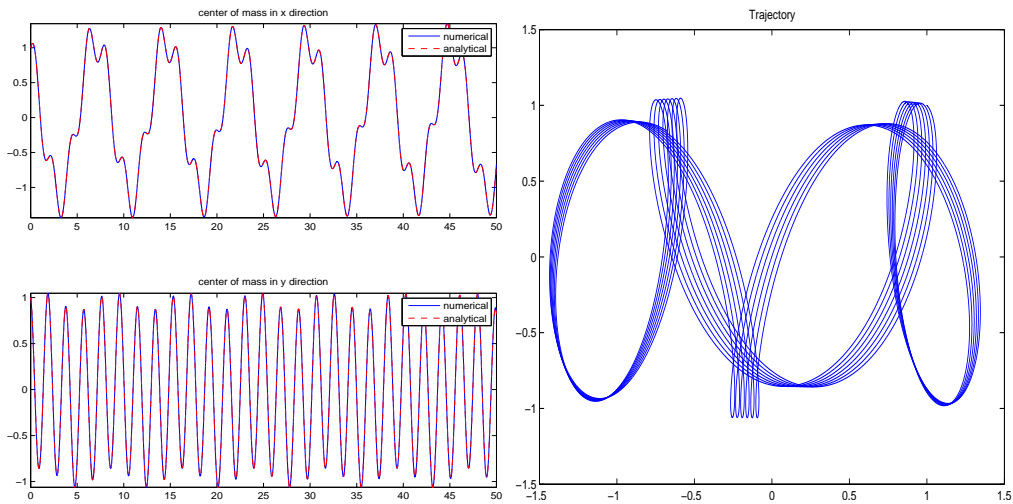 center of mass in x direction
numerical
analytical
1
0.5
0
−0.5
−1
0 5 10 15 20 25 30 35 40 45 50
center of mass in y direction
numerical
analytical
1
0.5
0
−0.5
−1
0 5 10 15 20 25 30 35 40 45 50
Trajectory
1.5
1
0.5
0
−0.5
−1
−1.5
−1.5 −1 −0.5 0 0.5 1 1.5